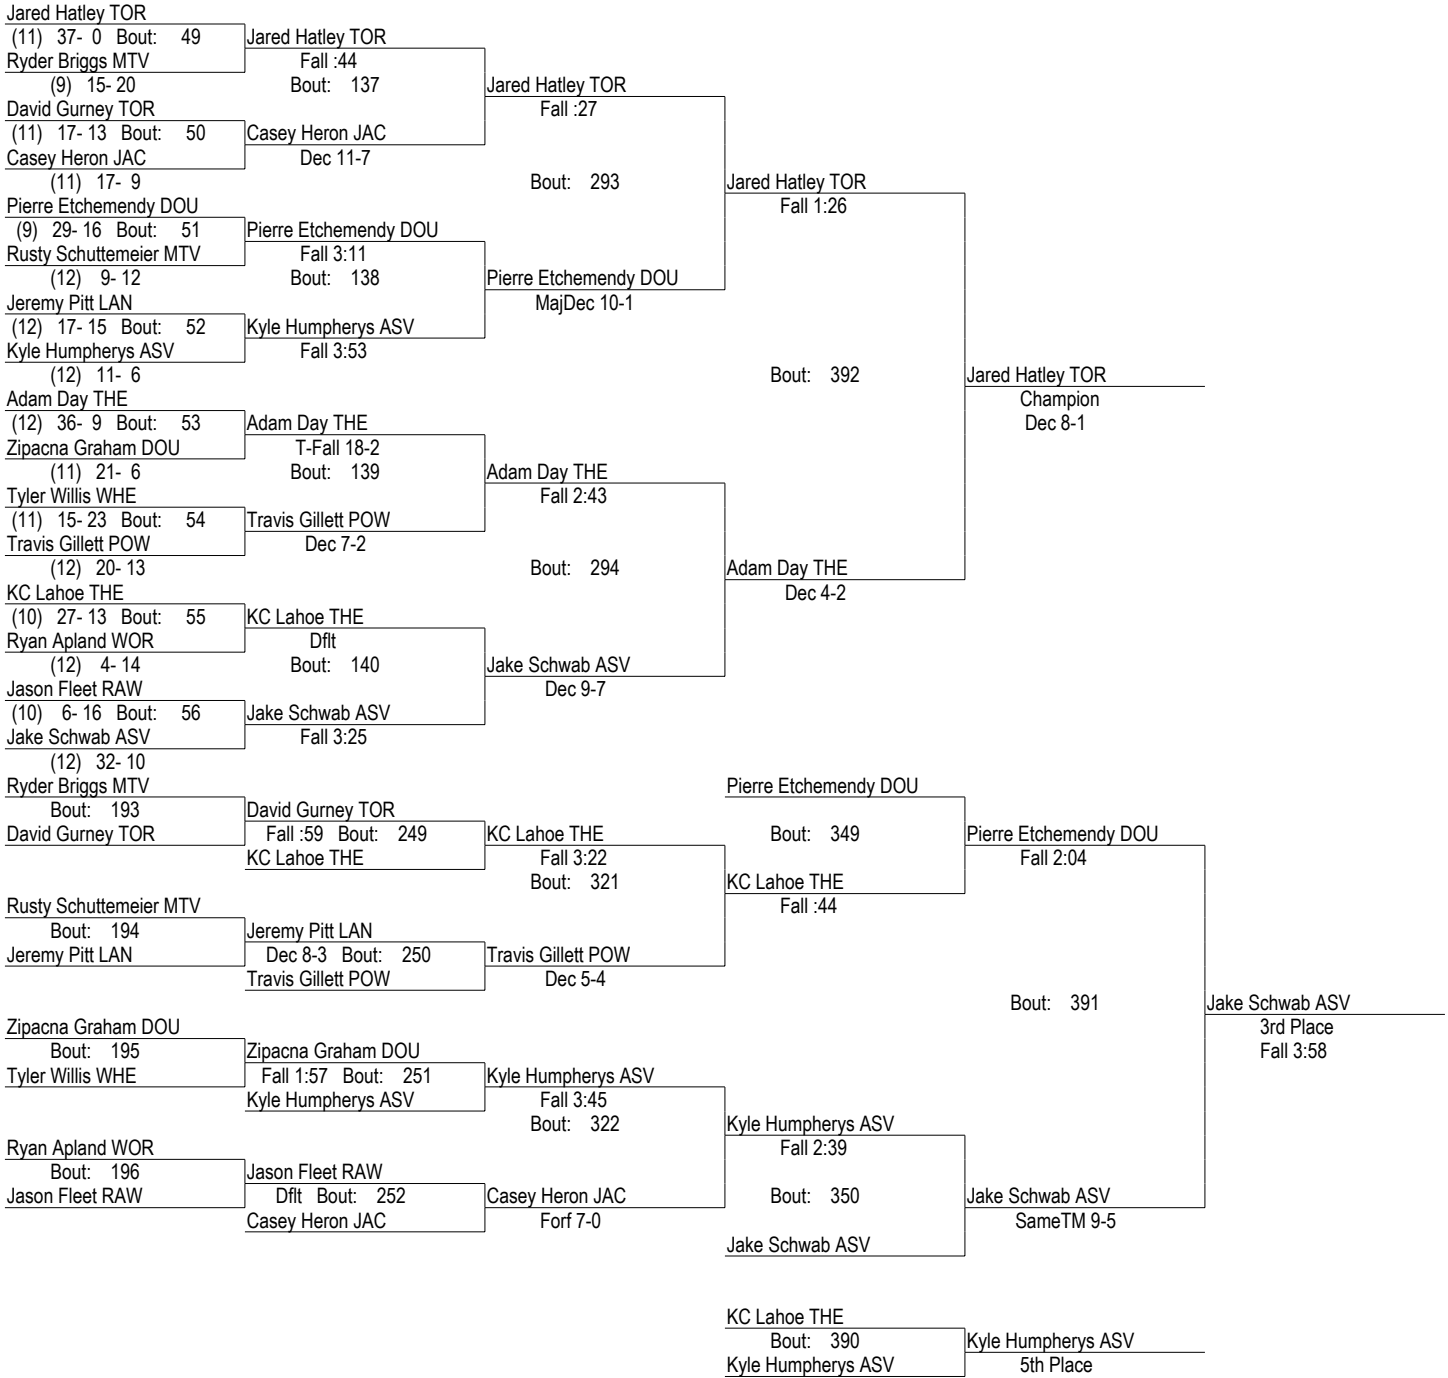 Jared Hatley TOR
(11) 37- 0 Bout: 49 Jared Hatley TOR
Ryder Briggs MTV Fall :44
(9) 15- 20 Bout: 137 Jared Hatley TOR
David Gurney TOR Fall :27
(11) 17- 13 Bout: 50 Casey Heron JAC
Casey Heron JAC Dec 11-7
(11) 17- 9 Bout: 293 Jared Hatley TOR
Pierre Etchemendy DOU Fall 1:26
(9) 29- 16 Bout: 51 Pierre Etchemendy DOU
Rusty Schuttemeier MTV Fall 3:11
(12) 9- 12 Bout: 138 Pierre Etchemendy DOU
Jeremy Pitt LAN MajDec 10-1
(12) 17- 15 Bout: 52 Kyle Humpherys ASV
Kyle Humpherys ASV Fall 3:53
(12) 11- 6 Bout: 392 Jared Hatley TOR
Adam Day THE Champion
(12) 36- 9 Bout: 53 Adam Day THE Dec 8-1
Zipacna Graham DOU T-Fall 18-2
(11) 21- 6 Bout: 139 Adam Day THE
Tyler Willis WHE Fall 2:43
(11) 15- 23 Bout: 54 Travis Gillett POW
Travis Gillett POW Dec 7-2
(12) 20- 13 Bout: 294 Adam Day THE
KC Lahoe THE Dec 4-2
(10) 27- 13 Bout: 55 KC Lahoe THE
Ryan Apland WOR Dflt
(12) 4- 14 Bout: 140 Jake Schwab ASV
Jason Fleet RAW Dec 9-7
(10) 6- 16 Bout: 56 Jake Schwab ASV
Jake Schwab ASV Fall 3:25
(12) 32- 10
Ryder Briggs MTV Pierre Etchemendy DOU
Bout: 193 David Gurney TOR
David Gurney TOR Fall :59 Bout: 249 KC Lahoe THE Bout: 349 Pierre Etchemendy DOU
KC Lahoe THE Fall 3:22 Fall 2:04
Bout: 321 KC Lahoe THE
Rusty Schuttemeier MTV Fall :44
Bout: 194 Jeremy Pitt LAN
Jeremy Pitt LAN Dec 8-3 Bout: 250 Travis Gillett POW
Travis Gillett POW Dec 5-4
Bout: 391 Jake Schwab ASV
Zipacna Graham DOU 3rd Place
Bout: 195 Zipacna Graham DOU Fall 3:58
Tyler Willis WHE Fall 1:57 Bout: 251 Kyle Humpherys ASV
Kyle Humpherys ASV Fall 3:45
Bout: 322 Kyle Humpherys ASV
Ryan Apland WOR Fall 2:39
Bout: 196 Jason Fleet RAW
Jason Fleet RAW Dflt Bout: 252 Casey Heron JAC Bout: 350 Jake Schwab ASV
Casey Heron JAC Forf 7-0 SameTM 9-5
Jake Schwab ASV
KC Lahoe THE
Bout: 390 Kyle Humpherys ASV
Kyle Humpherys ASV 5th Place